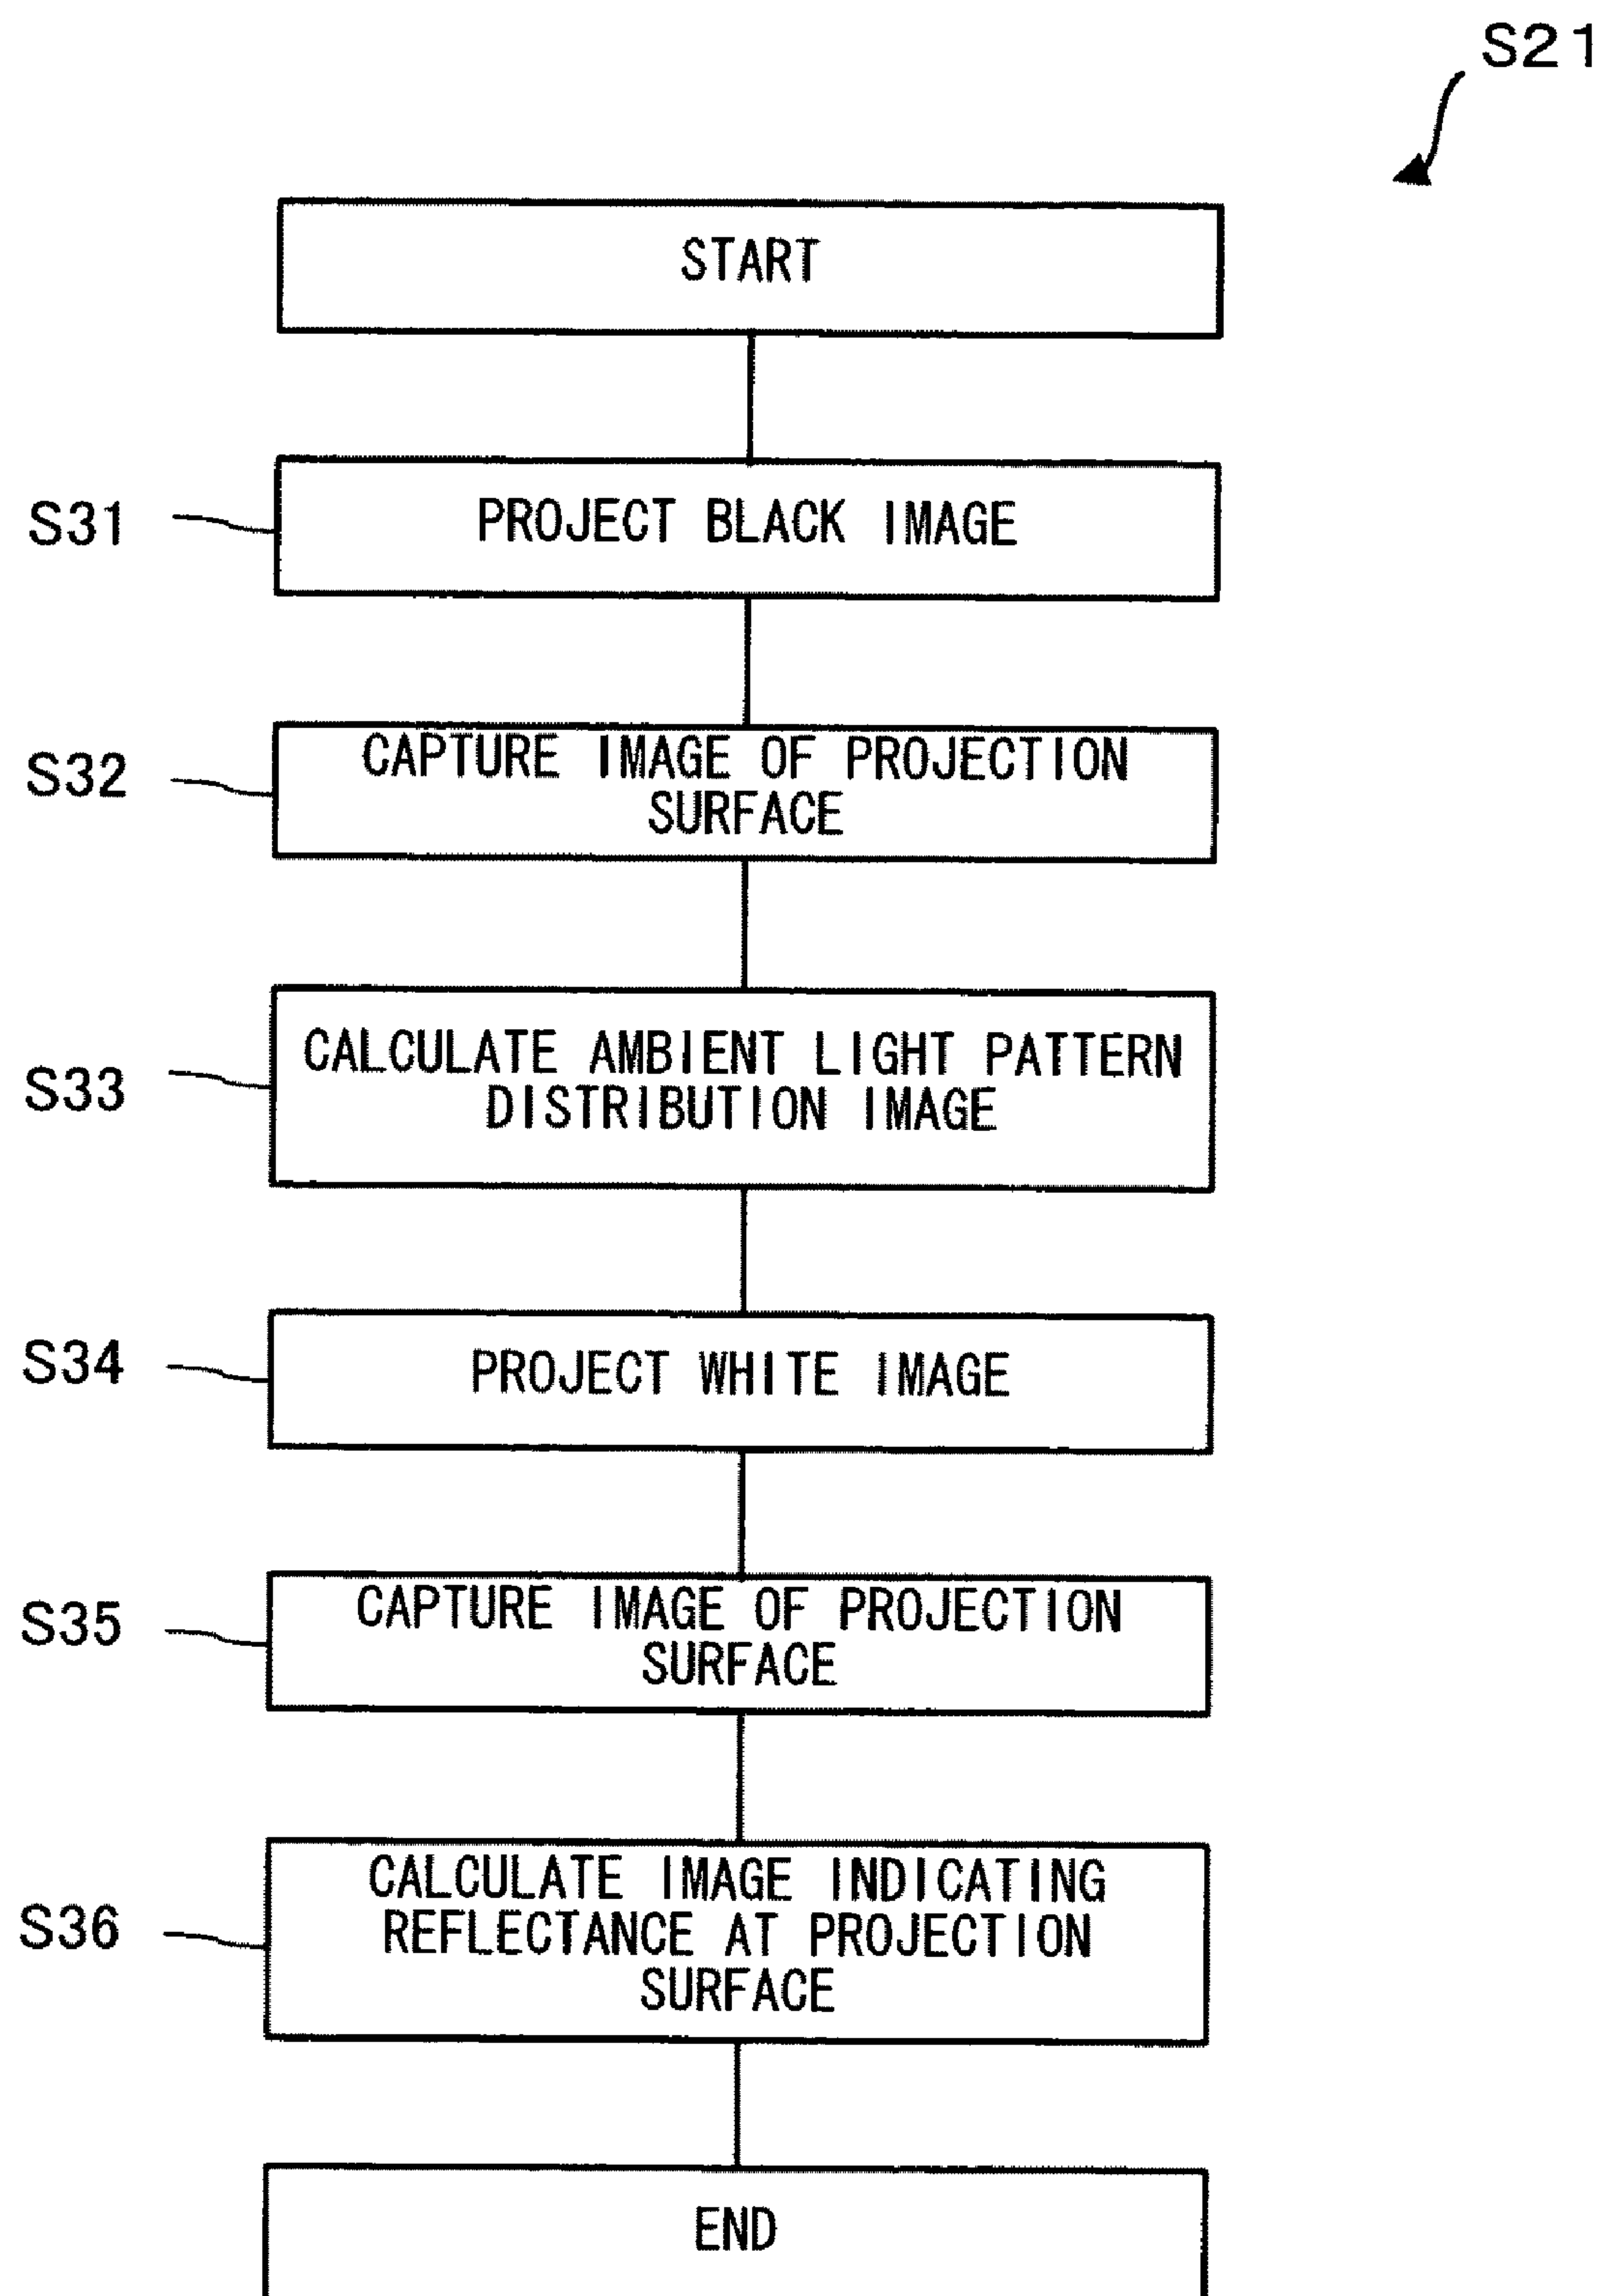 S21
START
S31
PROJECT BLACK IMAGE
S32
CAPTURE IMAGE OF PROJECTION
SURFACE
S33
CALCULATE AMBIENT LIGHT PATTERN
DISTRIBUTION IMAGE
S34
PROJECT WHITE IMAGE
S35
CAPTURE IMAGE OF PROJECTION
SURFACE
S36
CALCULATE IMAGE INDICATING
REFLECTANCE AT PROJECTION
SURFACE
END